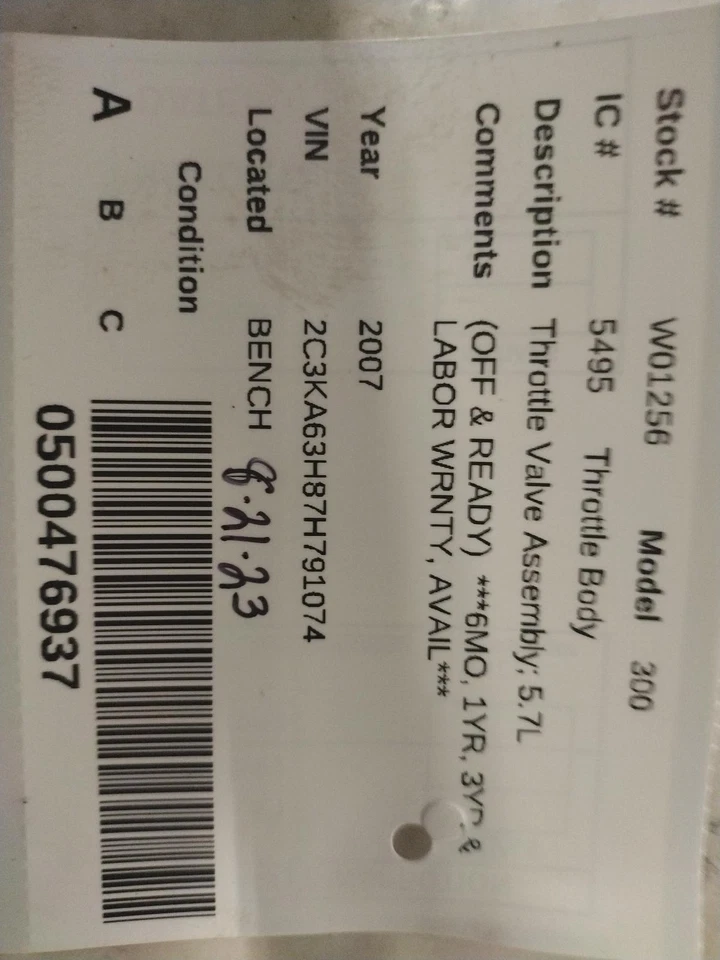 Stock # W01256 Model 300
IC # 5495 Throttle Body
Description Throttle Valve Assembly; 5.7L
Comments (OFF & READY) ***6MO, 1YR, 3YR &
LABOR WRNTY, AVAIL***
Year 2007
VIN 2C3KA63H87H791074
Located BENCH 8.21.23
Condition
A B C
0500476937